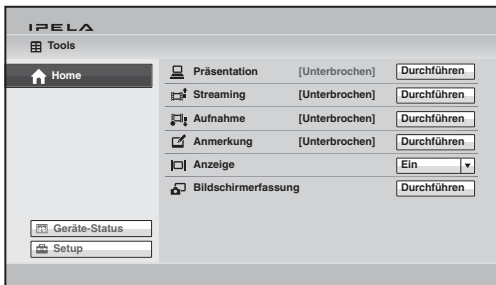 IPELA
Tools
Home
Präsentation [Unterbrochen] Durchführen
Streaming [Unterbrochen] Durchführen
Aufnahme [Unterbrochen] Durchführen
Anmerkung [Unterbrochen] Durchführen
Anzeige Ein
Bildschirmerfassung Durchführen
Geräte-Status
Setup